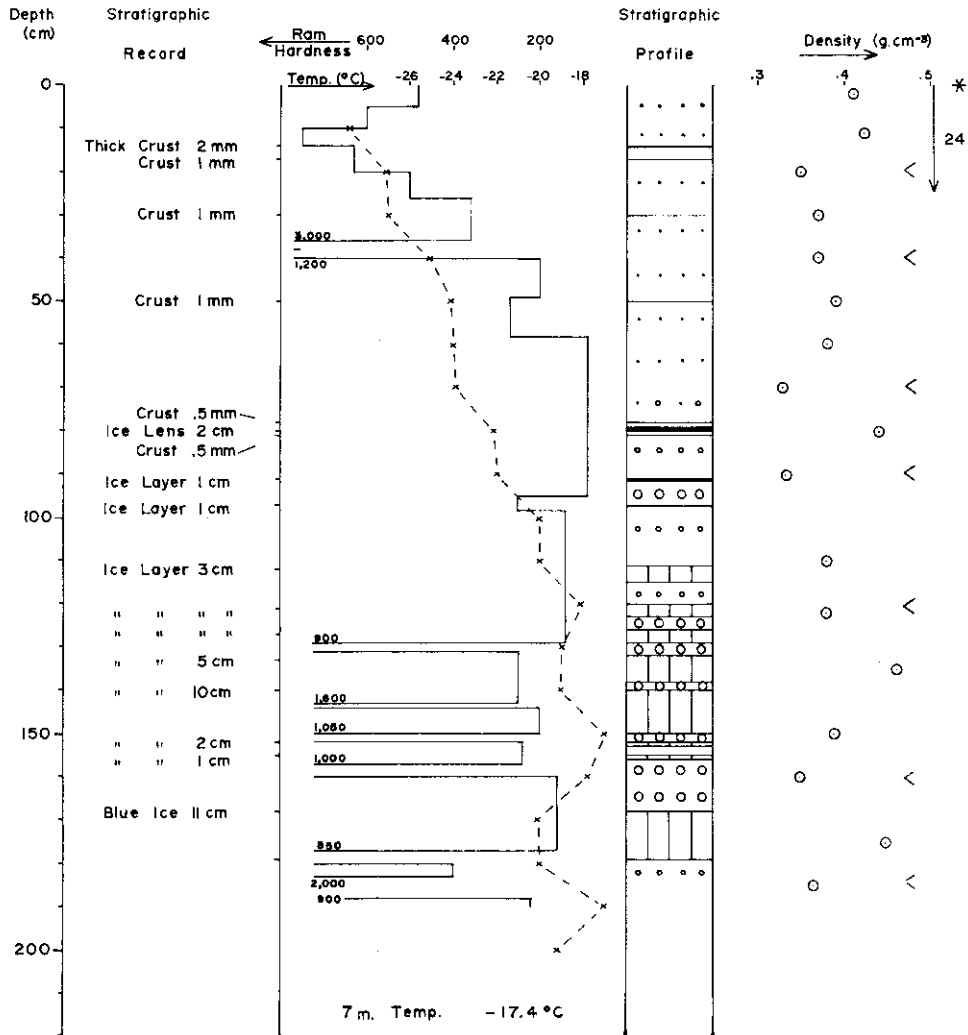 Depth (cm)
Stratigraphic Record
Ram Hardness
600 400 200
Temp. (°C)
-26 -24 -22 -20 -18
Stratigraphic Profile
Density (g.cm⁻³)
.3 .4 .5 *
24
0
Thick Crust 2 mm
Crust 1 mm
Crust 1 mm
3,000
1,200
50
Crust 1 mm
Crust .5 mm
Ice Lens 2 cm
Crust .5 mm
Ice Layer 1 cm
100
Ice Layer 1 cm
Ice Layer 3 cm
" " " "
" " " "
900
" " 5 cm
" " 10 cm
1,600
1,050
150
" " 2 cm
1,000
" " 1 cm
Blue Ice 11 cm
850
2,000
900
200
7 m. Temp. -17.4 °C